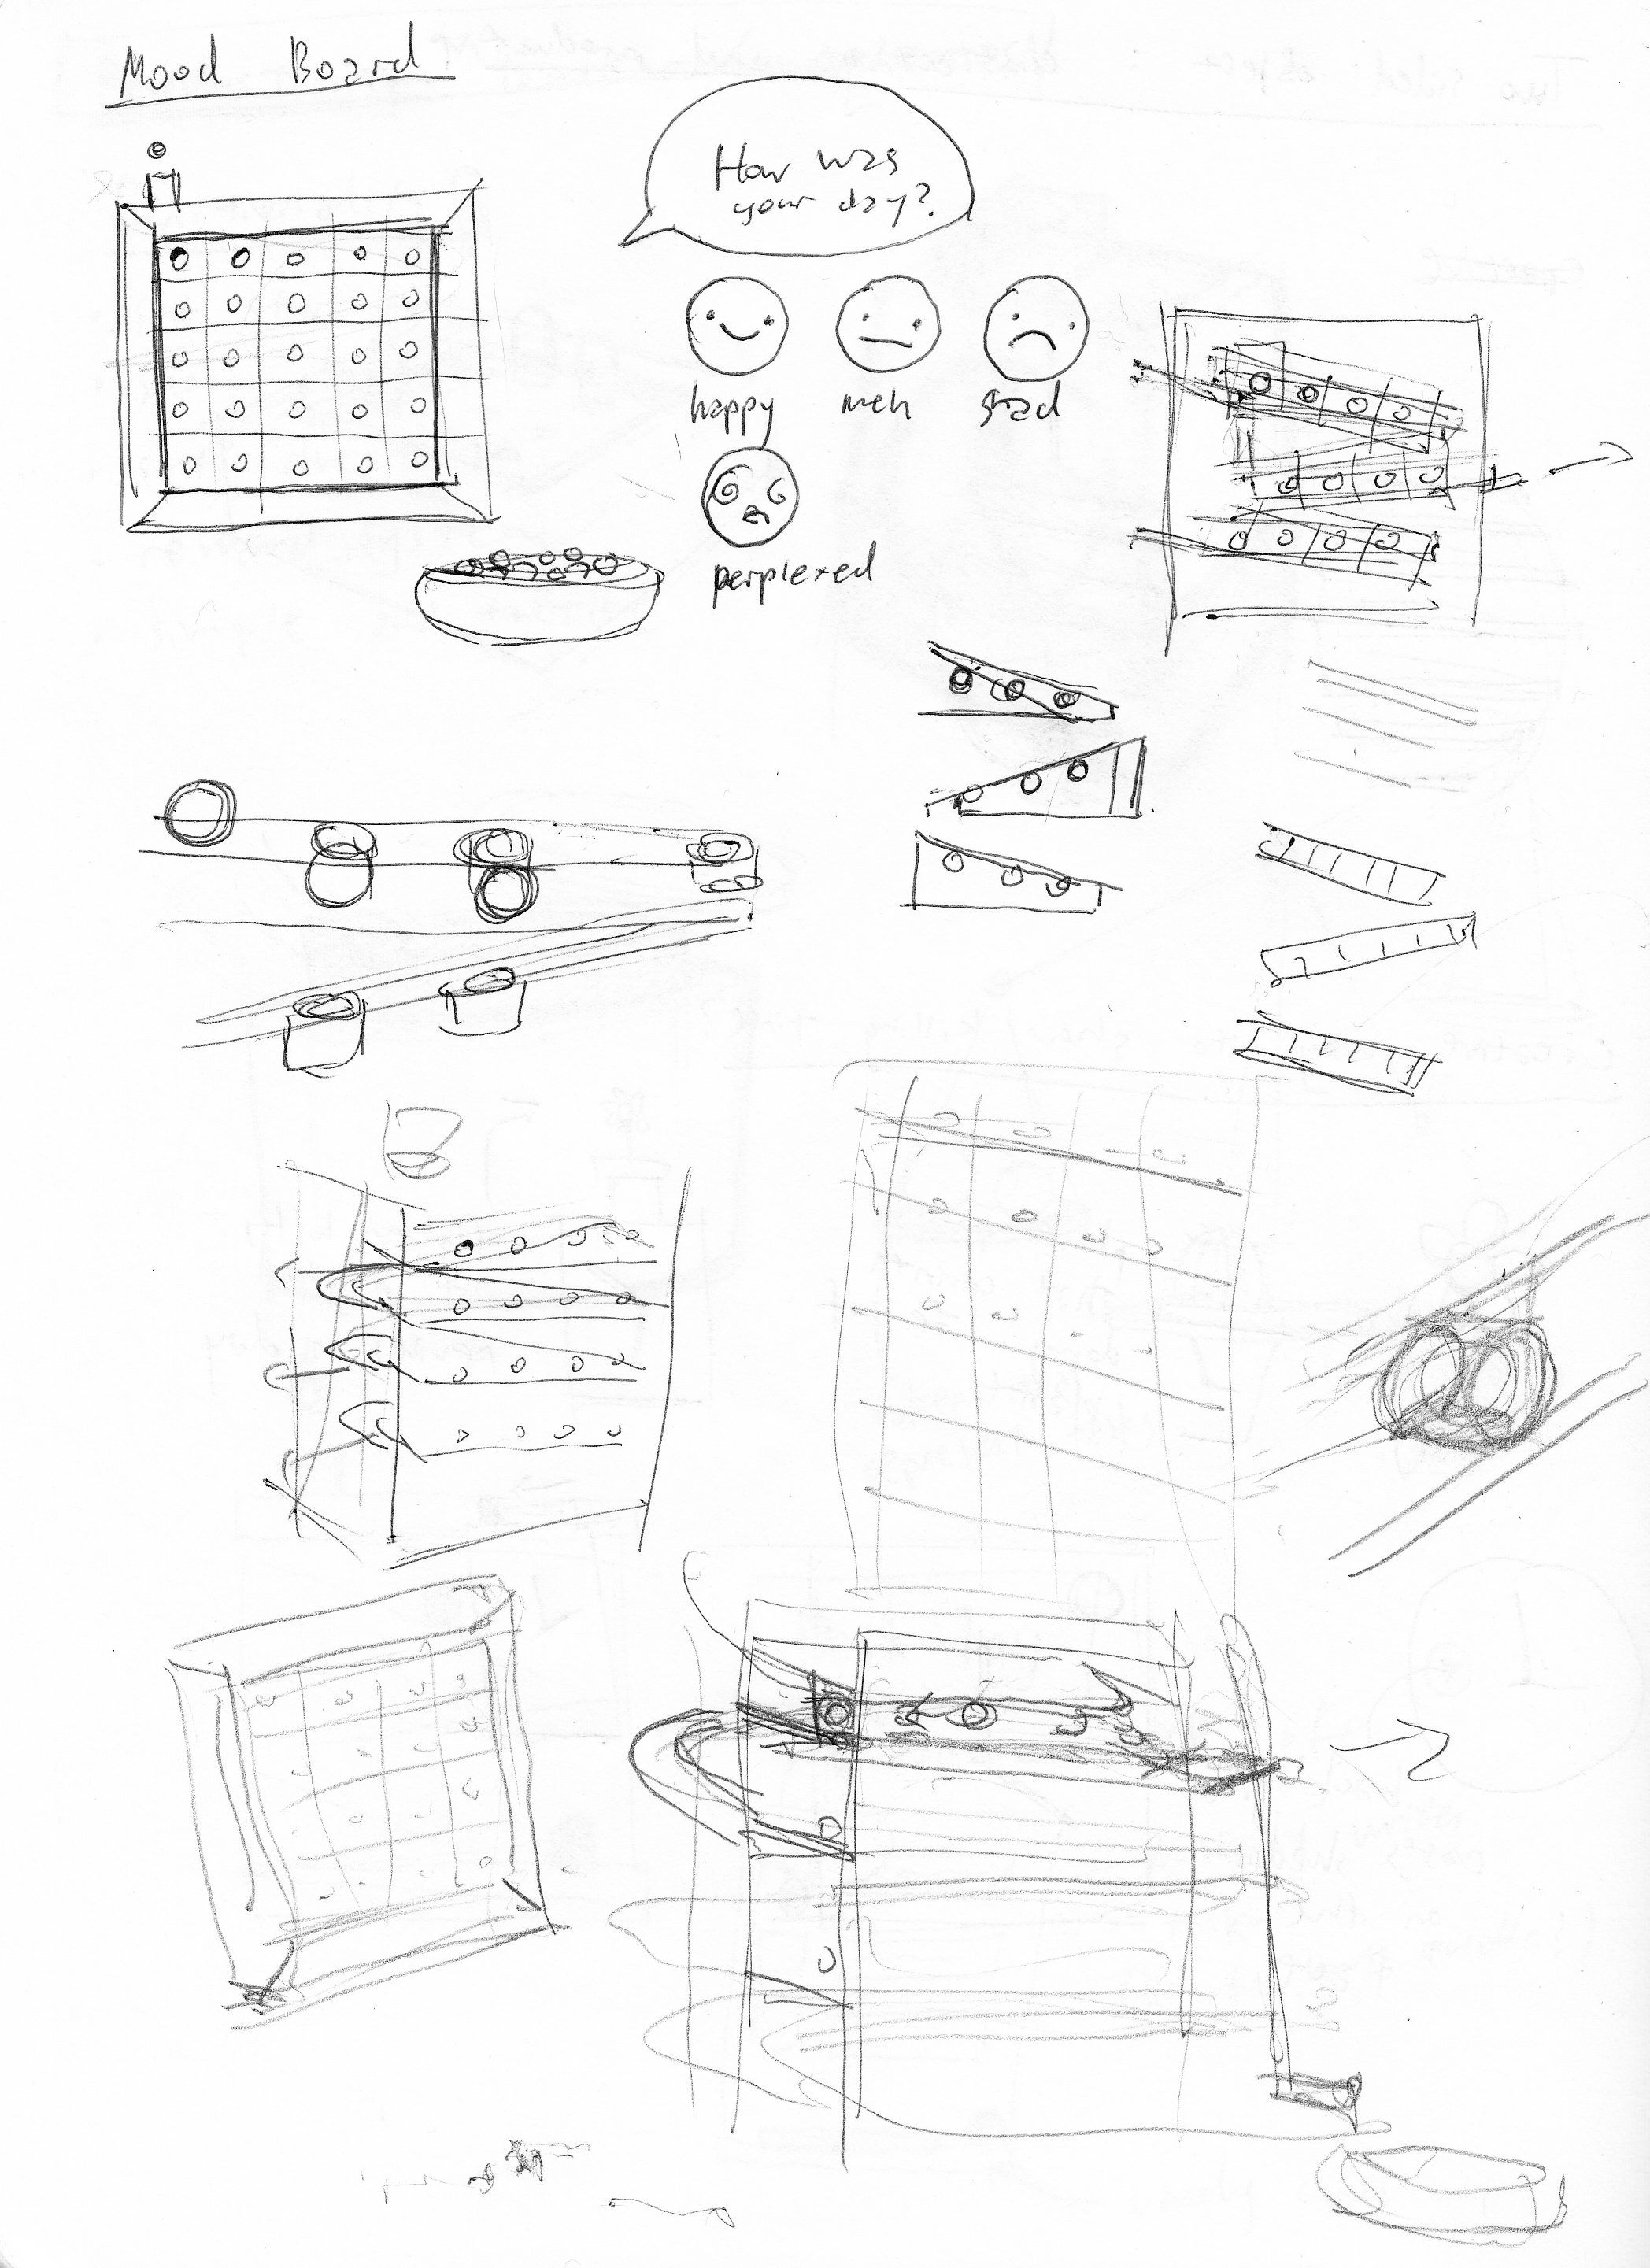 Mood Board
How was
your day?
happy
meh
sad
perplexed